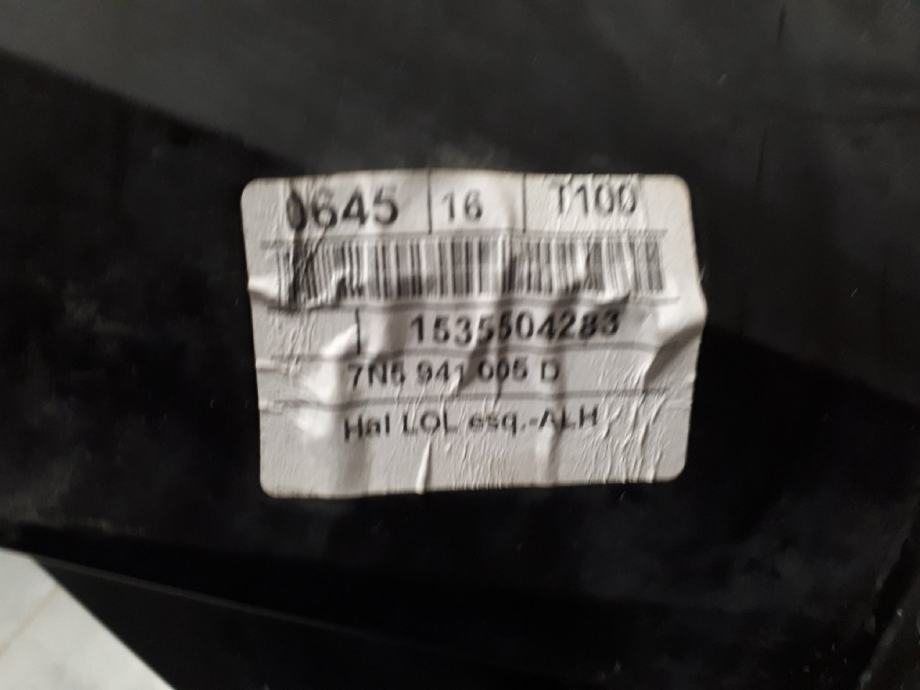 0645 16 T100
1535504283
7N5 941 005 D
Hal LOL esq.-ALH